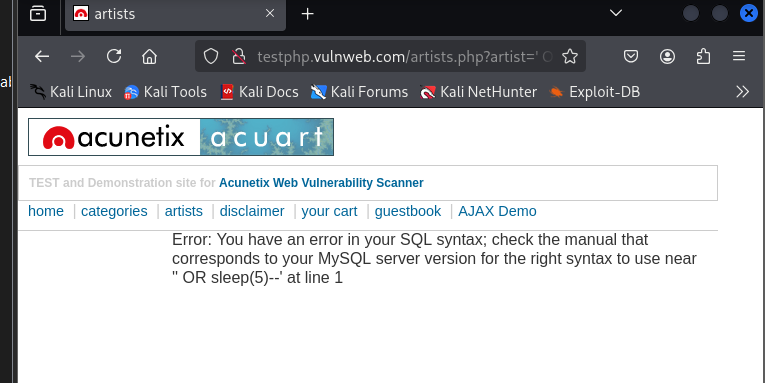 artists
testphp.vulnweb.com/artists.php?artist=' O
Kali Linux Kali Tools Kali Docs Kali Forums Kali NetHunter Exploit-DB
acunetix acuart
TEST and Demonstration site for Acunetix Web Vulnerability Scanner
home | categories | artists | disclaimer | your cart | guestbook | AJAX Demo
Error: You have an error in your SQL syntax; check the manual that
corresponds to your MySQL server version for the right syntax to use near
'' OR sleep(5)--' at line 1